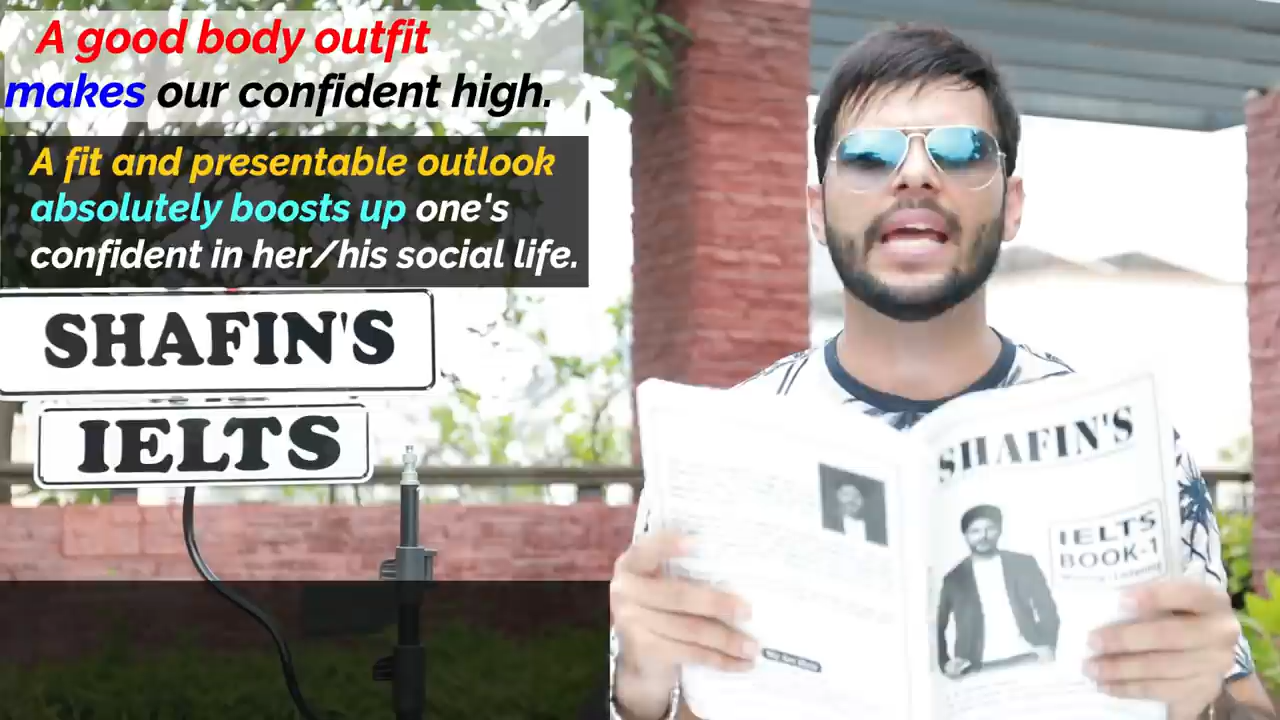 A good body outfit
makes our confident high.
A fit and presentable outlook
absolutely boosts up one's
confident in her/his social life.
SHAFIN'S
IELTS
SHAFIN'S
IELTS
BOOK-1